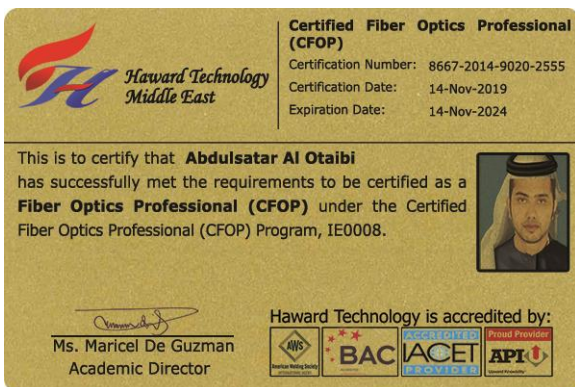 Haward Technology
Middle East
Certified Fiber Optics Professional
(CFOP)
Certification Number: 8667-2014-9020-2555
Certification Date: 14-Nov-2019
Expiration Date: 14-Nov-2024
This is to certify that Abdulsatar Al Otaibi
has successfully met the requirements to be certified as a
Fiber Optics Professional (CFOP) under the Certified
Fiber Optics Professional (CFOP) Program, IE0008.
Ms. Maricel De Guzman
Academic Director
Haward Technology is accredited by:
AWS
American Welding Society
BAC
ACCREDITED
IACET
PROVIDER
Proud Provider
API